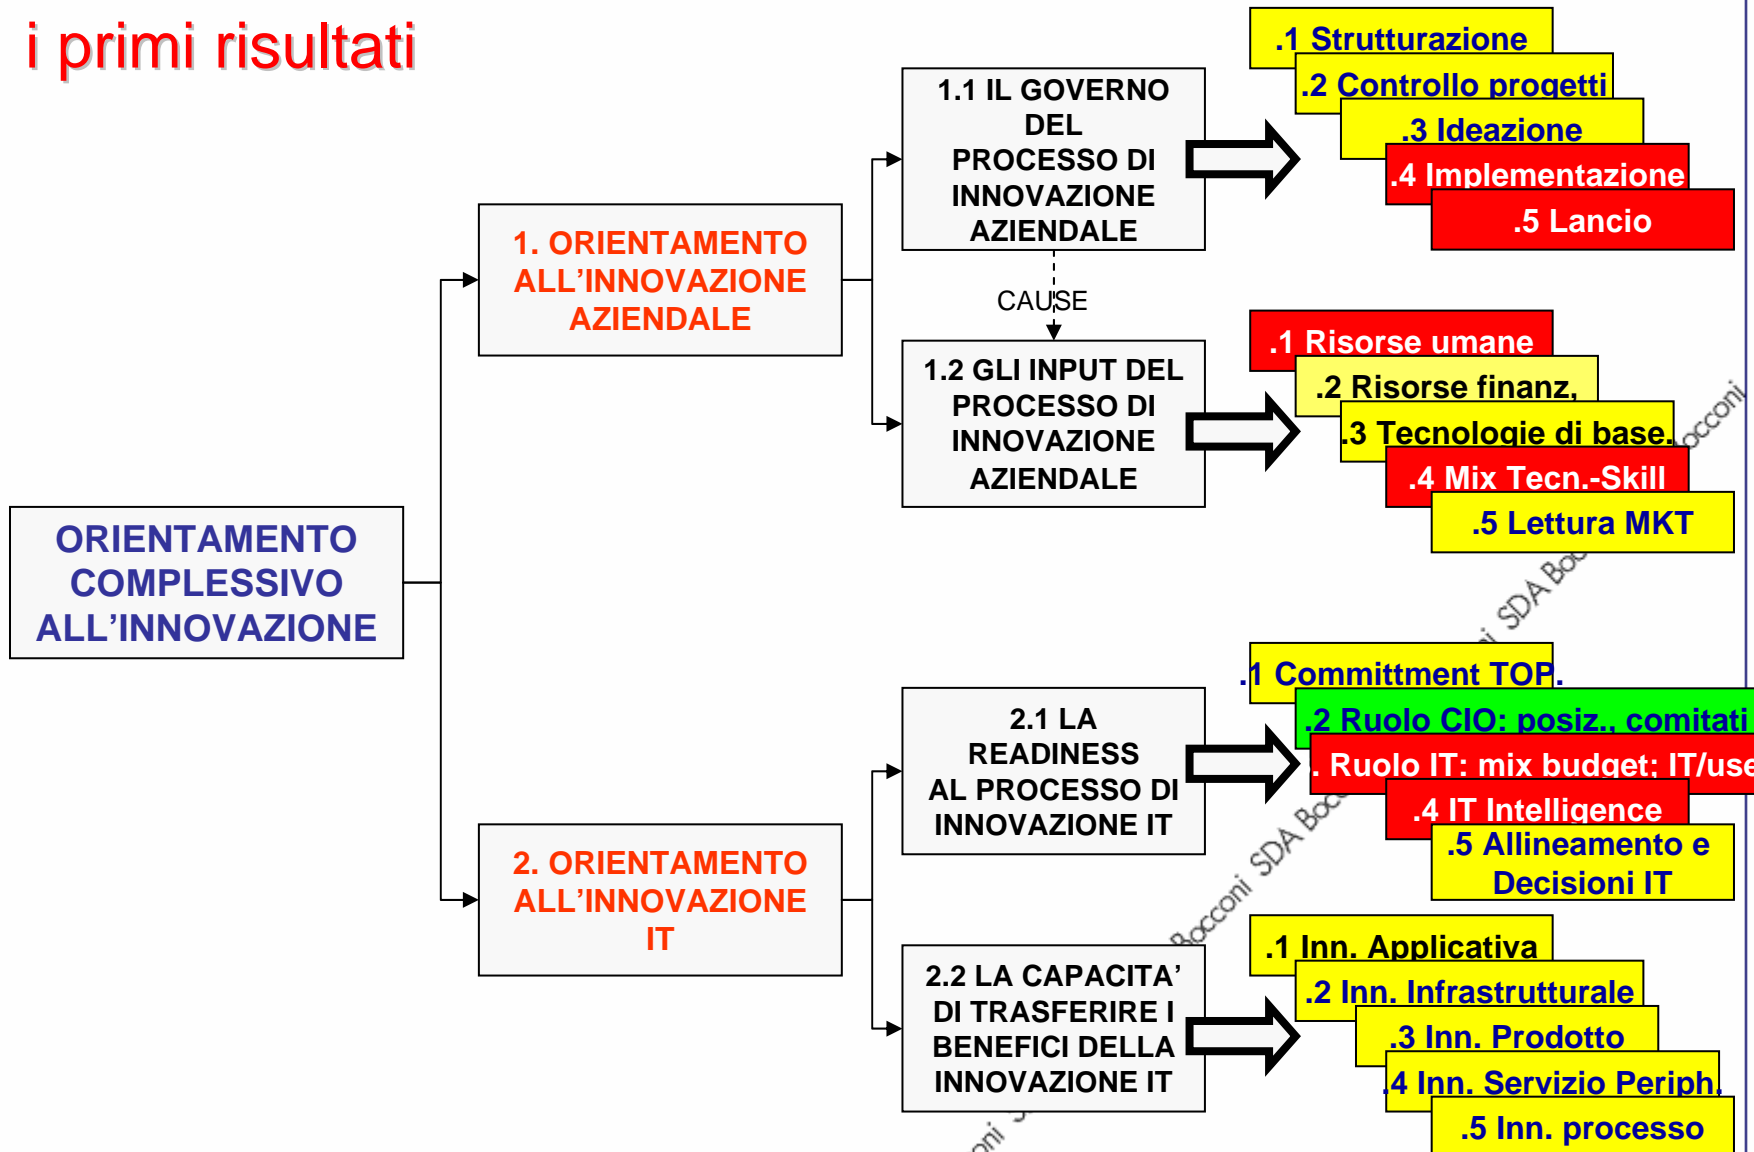 i primi risultati
.1 Strutturazione
.2 Controllo progetti
.3 Ideazione
.4 Implementazione
.5 Lancio
1.1 IL GOVERNO
DEL
PROCESSO DI
INNOVAZIONE
AZIENDALE
1. ORIENTAMENTO
ALL’INNOVAZIONE
AZIENDALE
CAUSE
1.2 GLI INPUT DEL
PROCESSO DI
INNOVAZIONE
AZIENDALE
.1 Risorse umane
.2 Risorse finanz,
.3 Tecnologie di base.
.4 Mix Tecn.-Skill
.5 Lettura MKT
ORIENTAMENTO
COMPLESSIVO
ALL’INNOVAZIONE
2.1 LA
READINESS
AL PROCESSO DI
INNOVAZIONE IT
.1 Committment TOP.
.2 Ruolo CIO: posiz., comitati
. Ruolo IT: mix budget; IT/use
.4 IT Intelligence
.5 Allineamento e
Decisioni IT
2. ORIENTAMENTO
ALL’INNOVAZIONE
IT
2.2 LA CAPACITA’
DI TRASFERIRE I
BENEFICI DELLA
INNOVAZIONE IT
.1 Inn. Applicativa
.2 Inn. Infrastrutturale
.3 Inn. Prodotto
.4 Inn. Servizio Periph.
.5 Inn. processo
Bocconi SDA Bocconi SDA Bocconi